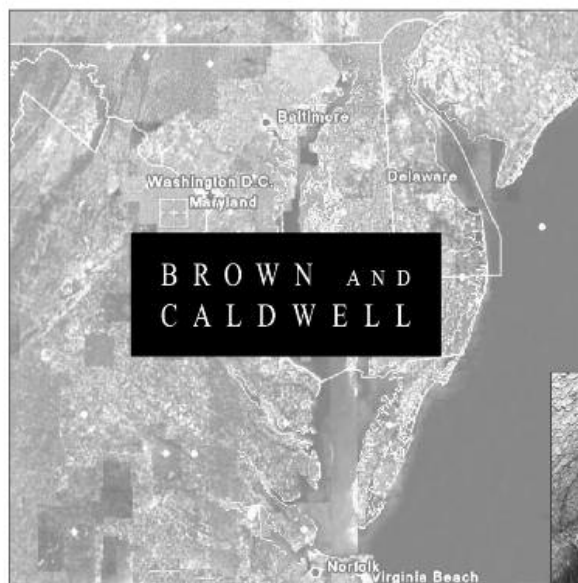 Baltimore
Washington D.C.
Maryland
Delaware
BROWN AND
CALDWELL
Norfolk
Virginia Beach